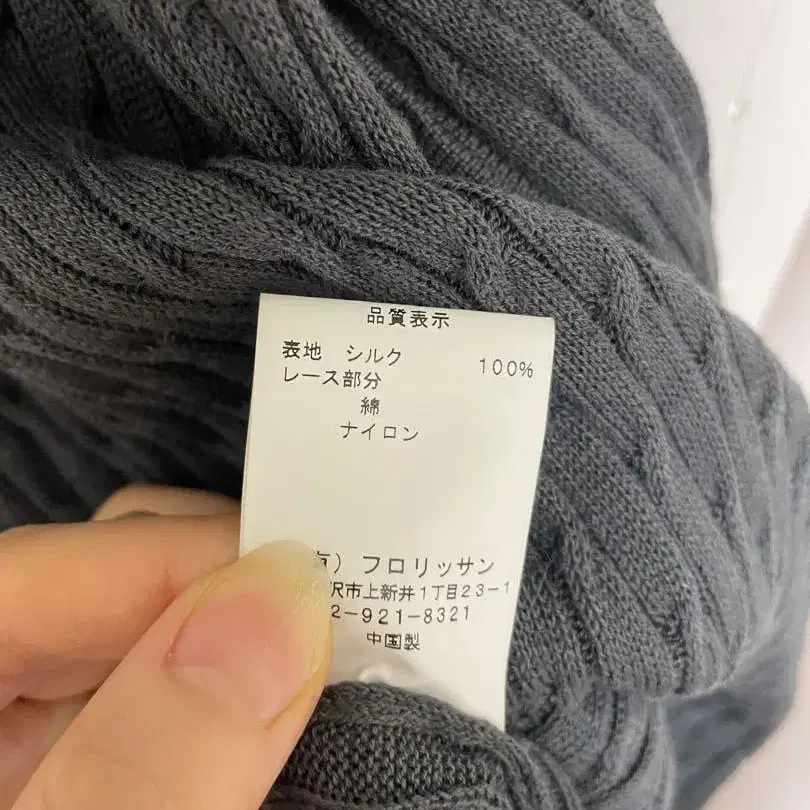 品質表示
表地 シルク 100%
レース部分
綿
ナイロン
) フロリッサン
沢市上新井1丁目23-1
2-921-8321
中国製